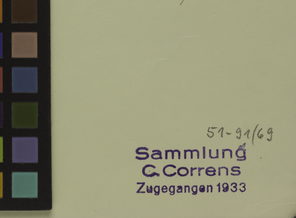 51-91/69
Sammlung
C. Correns
Zugegangen 1933